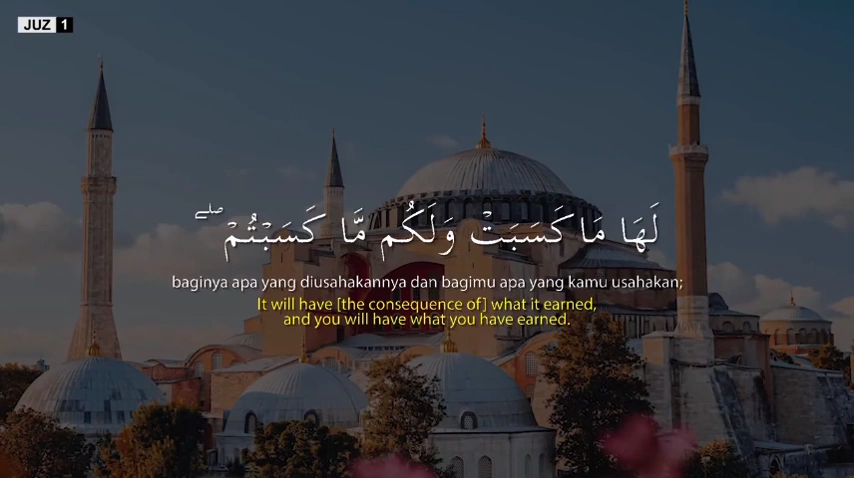 JUZ 1
لَهَا مَا كَسَبَتْ وَلَكُم مَّا كَسَبْتُمْ ۖ
baginya apa yang diusahakannya dan bagimu apa yang kamu usahakan;
It will have [the consequence of] what it earned,
and you will have what you have earned.